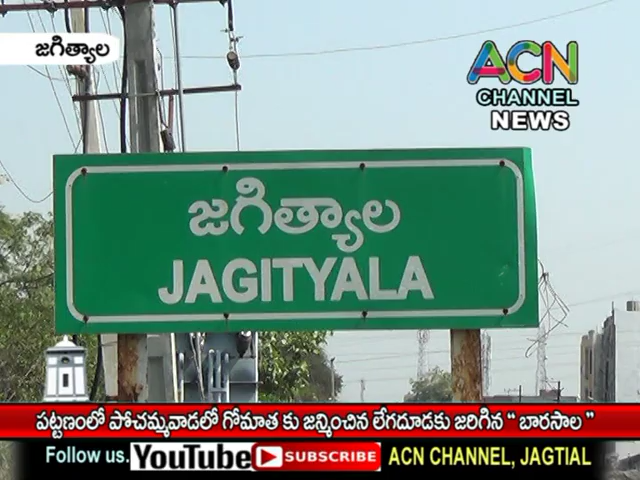 జగిత్యాల
ACN
CHANNEL
NEWS
జగిత్యాల
JAGITYALA
పట్టణంలో పోచమ్మవాడలో గోమాత కు జన్మించిన లేగదూడకు జరిగిన “ బారసాల ”
Follow us. YouTube SUBSCRIBE ACN CHANNEL, JAGTIAL